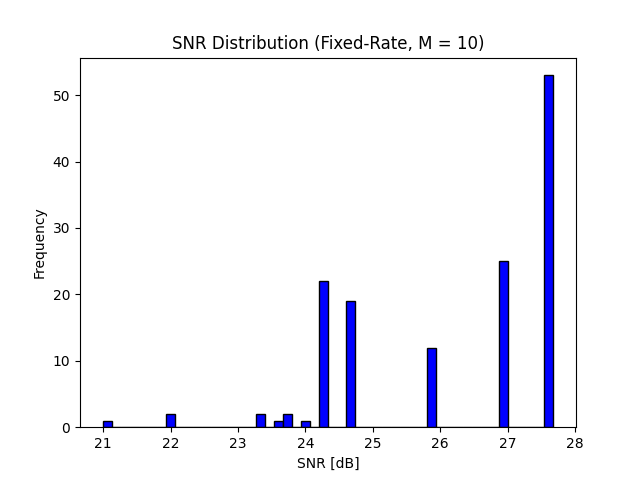 SNR Distribution (Fixed-Rate, M = 10)
Frequency
50
40
30
20
10
0
21 22 23 24 25 26 27 28
SNR [dB]